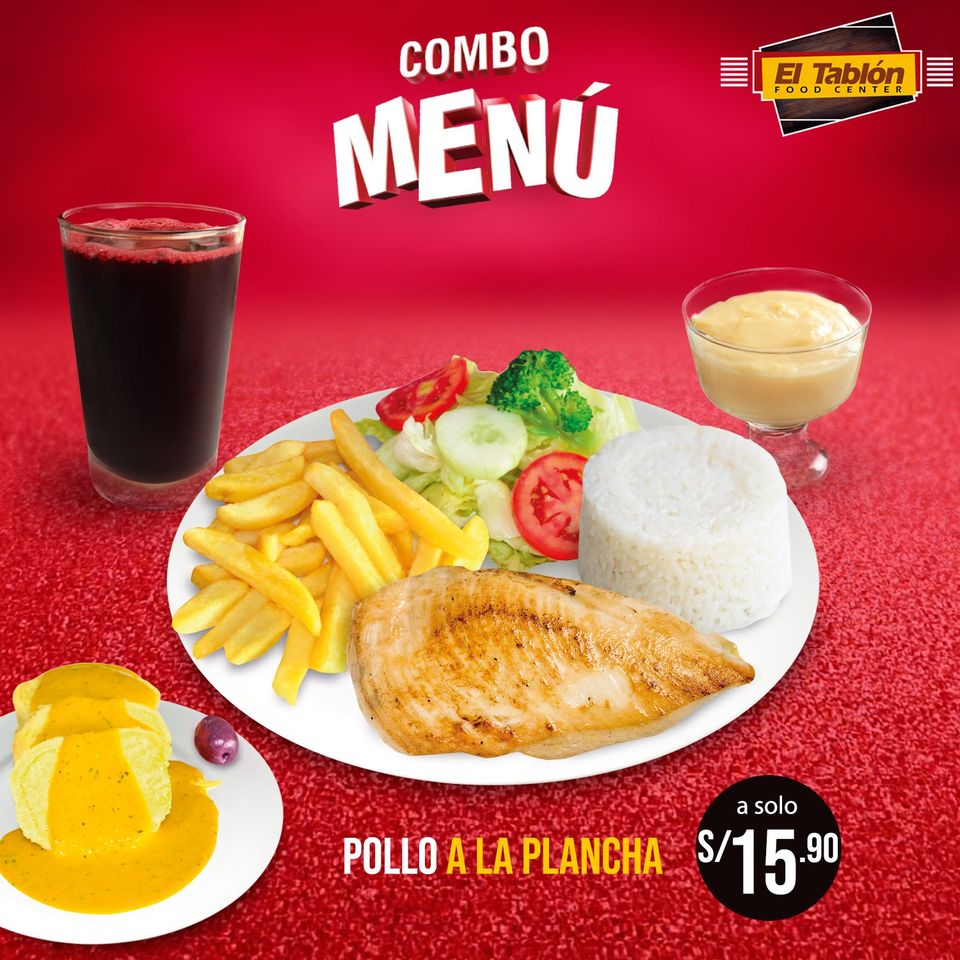 COMBO
MENÚ
El Tablón
FOOD CENTER
POLLO A LA PLANCHA
a solo
S/15.90